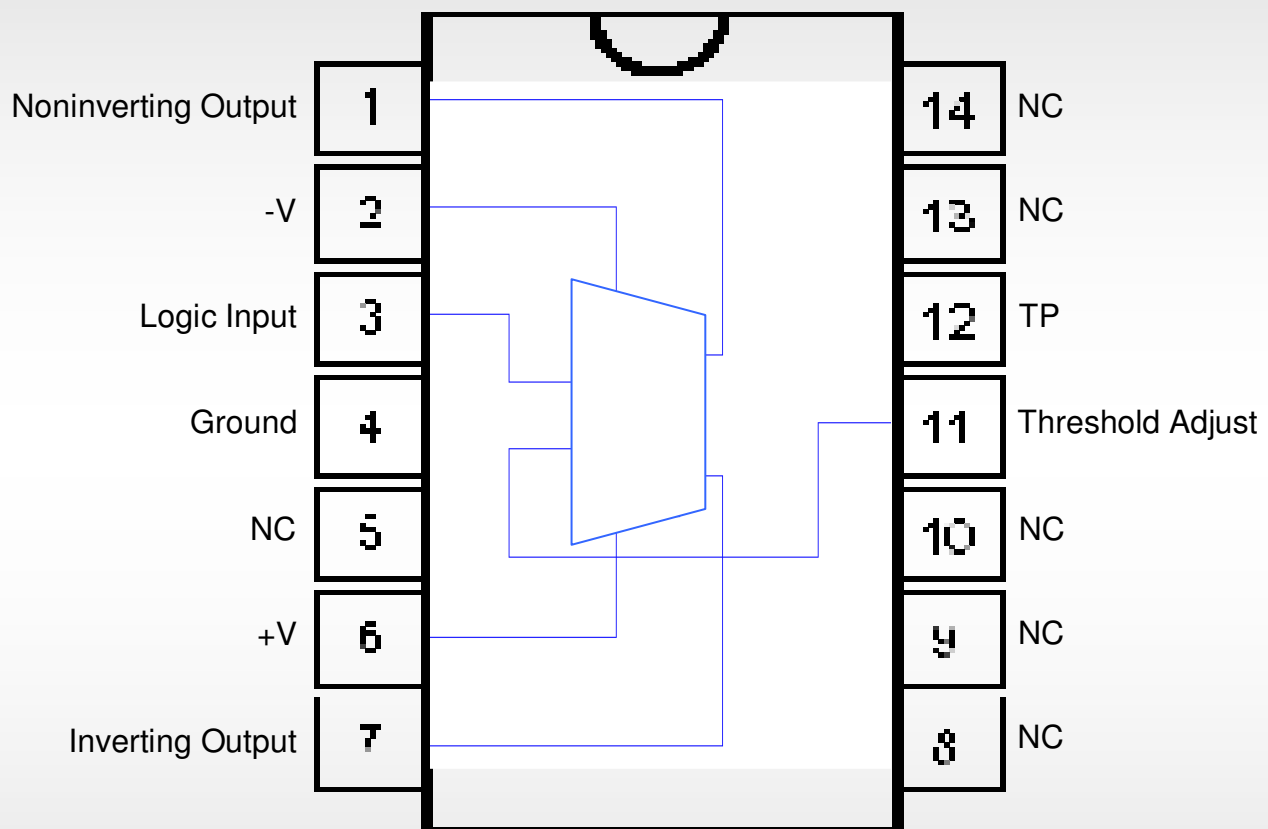 Noninverting Output 1 14 NC
-V 2 13 NC
Logic Input 3 12 TP
Ground 4 11 Threshold Adjust
NC 5 10 NC
+V 6 9 NC
Inverting Output 7 8 NC